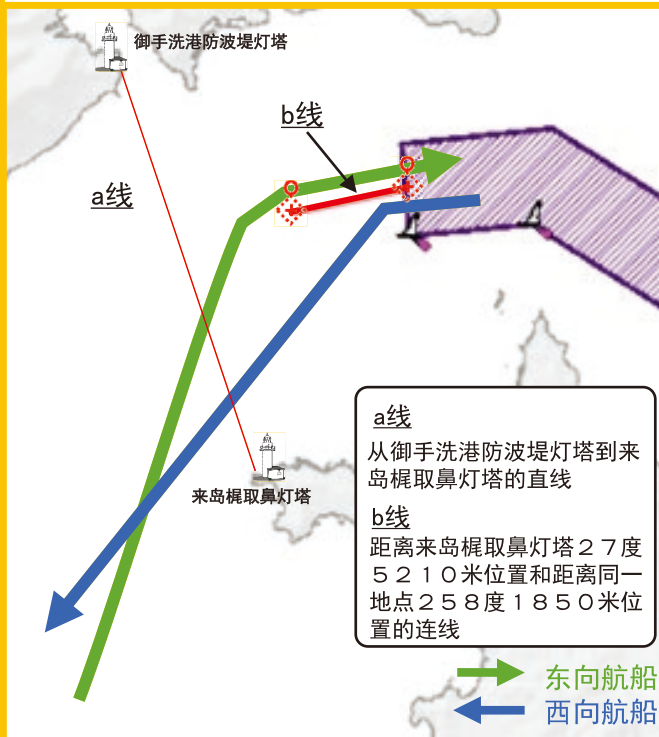 御手洗港防波堤灯塔
b线
a线
来岛梶取鼻灯塔
a线
从御手洗港防波堤灯塔到来
岛梶取鼻灯塔的直线
b线
距离来岛梶取鼻灯塔２７度
５２１０米位置和距离同一
地点２５８度１８５０米位
置的连线
东向航船
西向航船